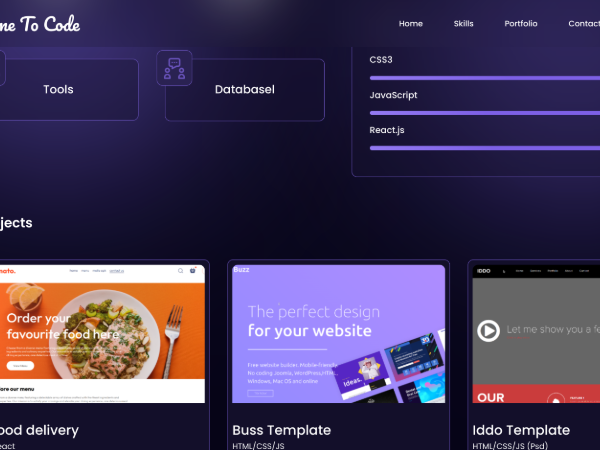 ne To Code
Home Skills Portfolio Contact
CSS3
Tools
Databasel
JavaScript
React.js
jects
Order your
favourite food here
Buzz
The perfect design
for your website
Free website builder, Mobile-friendly
No coding, Joomla, WordPress, HTML
Windows, Mac OS and online
Ideas.
IDDO
Let me show you a fe
OUR
ore our menu
ood delivery
eact
Buss Template
HTML/CSS/JS
Iddo Template
HTML/CSS/JS (Psd)